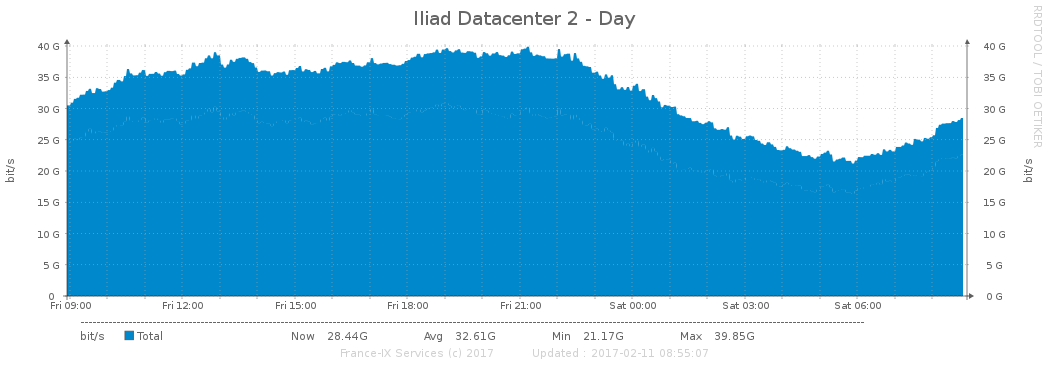 Iliad Datacenter 2 - Day
RRDTOOL / TOBI OETIKER
bit/s
40 G 40 G
35 G 35 G
30 G 30 G
25 G 25 G
20 G 20 G
15 G 15 G
10 G 10 G
5 G 5 G
0 0 G
bit/s
Fri 09:00 Fri 12:00 Fri 15:00 Fri 18:00 Fri 21:00 Sat 00:00 Sat 03:00 Sat 06:00
bit/s Total Now 28.44G Avg 32.61G Min 21.17G Max 39.85G
France-IX Services (c) 2017 Updated : 2017-02-11 08:55:07